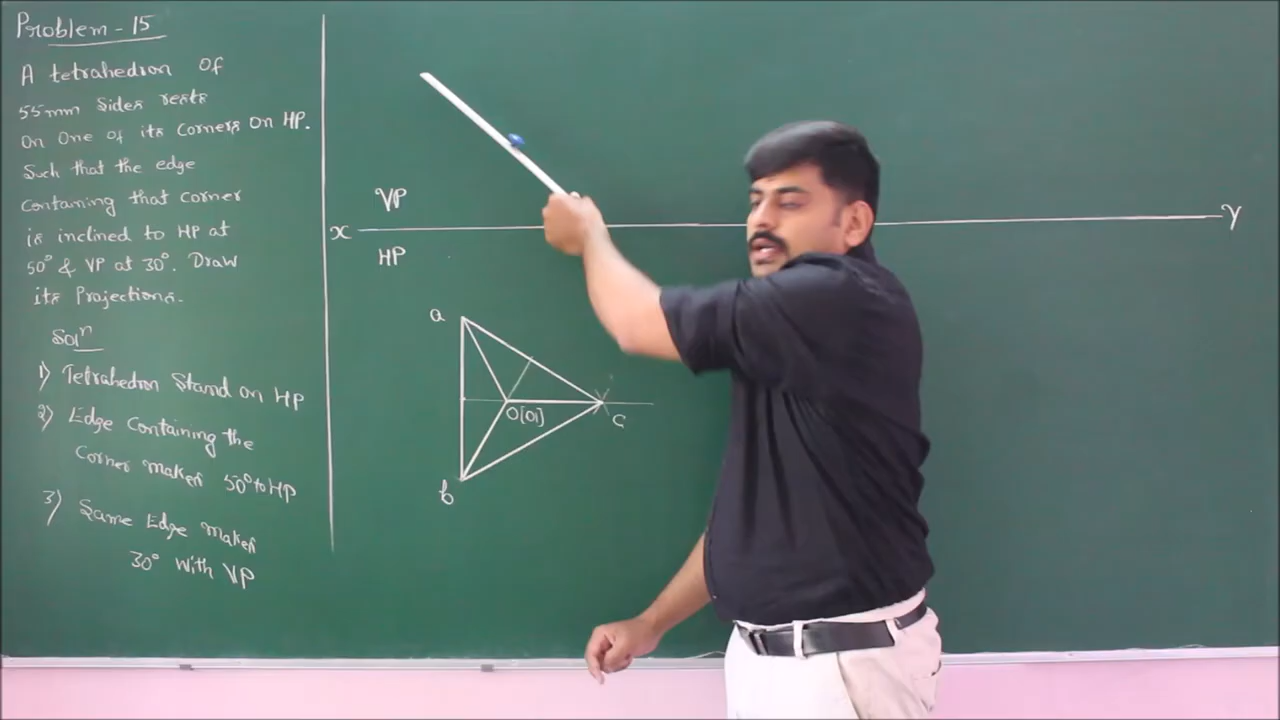 Problem - 15
A tetrahedron of
55mm Sides rests
On One of its Corners On HP.
Such that the edge
Contaning that corner
is inclined to HP at
50° & VP at 30°. Draw
its Projections.
Solⁿ
1) Tetrahedron Stand on HP
2) Edge Containing the
Corner makes 50° to HP
3) Same Edge makes
30° with VP
VP
x y
HP
a
O[O1]
c
b